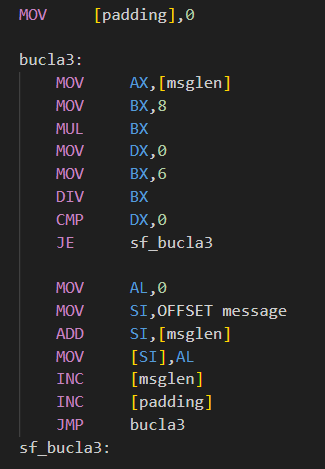 MOV [padding],0
bucla3:
MOV AX,[msglen]
MOV BX,8
MUL BX
MOV DX,0
MOV BX,6
DIV BX
CMP DX,0
JE sf_bucla3
MOV AL,0
MOV SI,OFFSET message
ADD SI,[msglen]
MOV [SI],AL
INC [msglen]
INC [padding]
JMP bucla3
sf_bucla3: